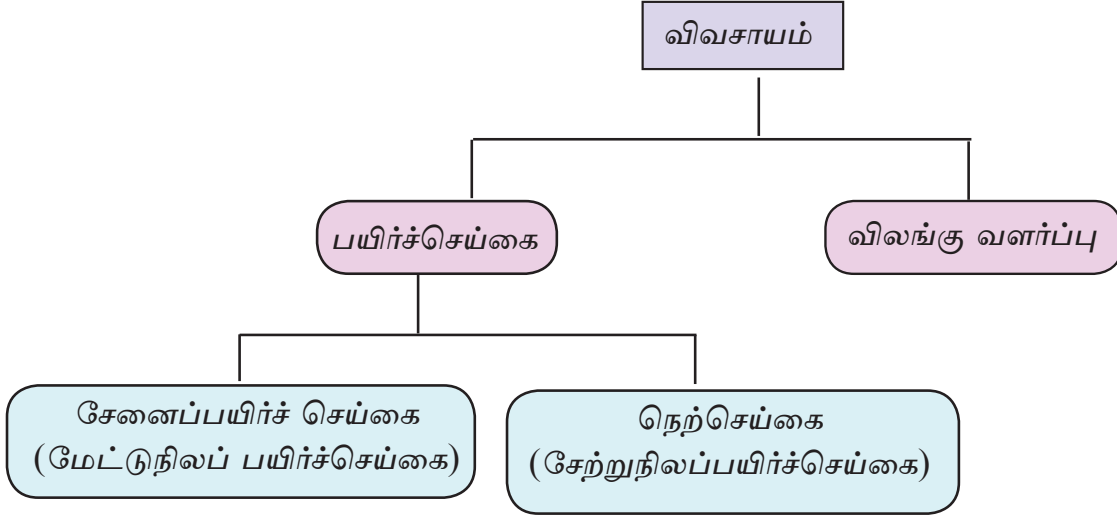 விவசாயம்
பயிர்ச்செய்கை
விலங்கு வளர்ப்பு
சேனைப்பயிர்ச் செய்கை
(மேட்டுநிலப் பயிர்ச்செய்கை)
நெற்செய்கை
(சேற்றுநிலப்பயிர்ச்செய்கை)